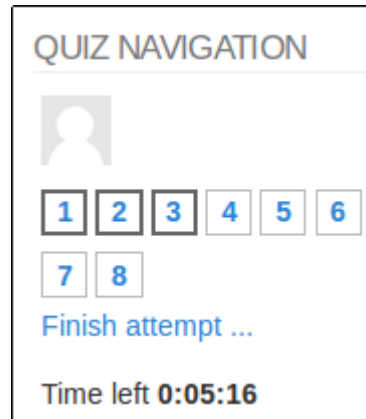 QUIZ NAVIGATION
1 2 3 4 5 6
7 8
Finish attempt ...
Time left 0:05:16